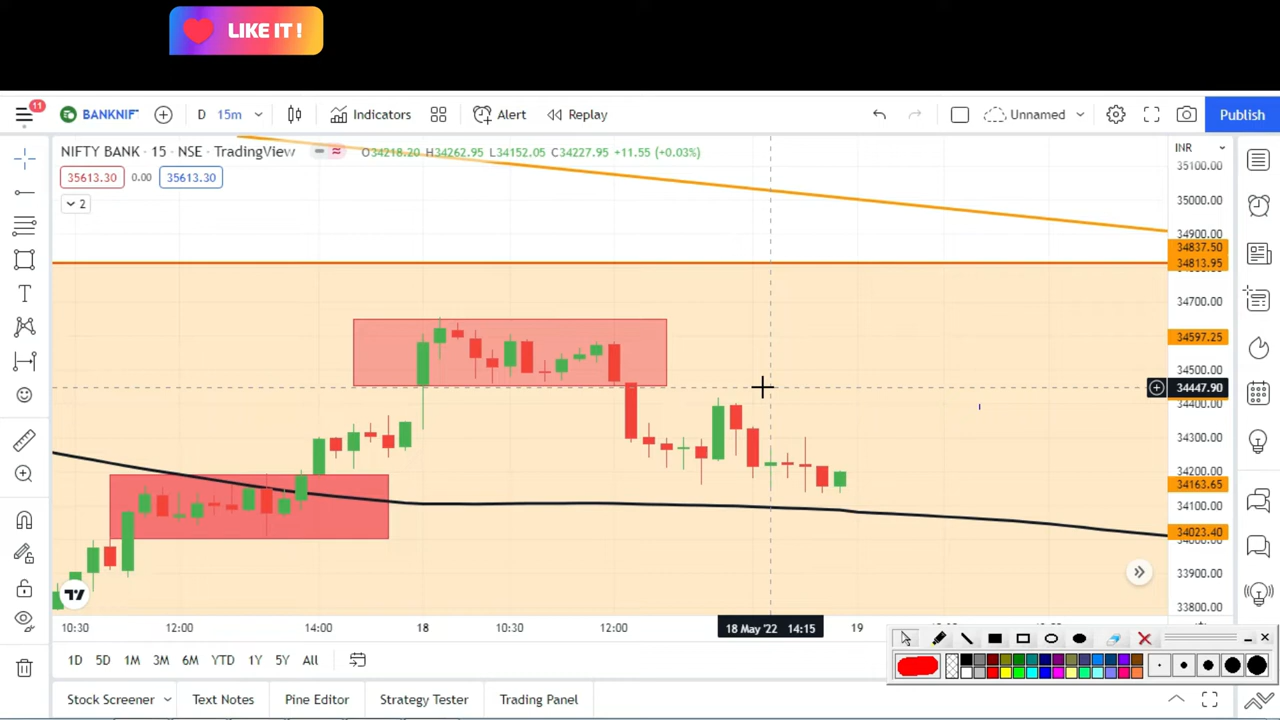 LIKE IT !
11
BANKNIF
D 15m
Indicators
Alert
Replay
Unnamed
Publish
NIFTY BANK · 15 · NSE · TradingView
O34218.20 H34262.95 L34152.05 C34227.95 +11.55 (+0.03%)
INR
35613.30 0.00 35613.30
2
35100.00
35000.00
34900.00
34837.50
34813.95
34700.00
34597.25
34500.00
34447.90
34400.00
34300.00
34200.00
34163.65
34100.00
34023.40
33900.00
33800.00
10:30 12:00 14:00 18 10:30 12:00 18 May '22 14:15 19
1D 5D 1M 3M 6M YTD 1Y 5Y All
Stock Screener Text Notes Pine Editor Strategy Tester Trading Panel